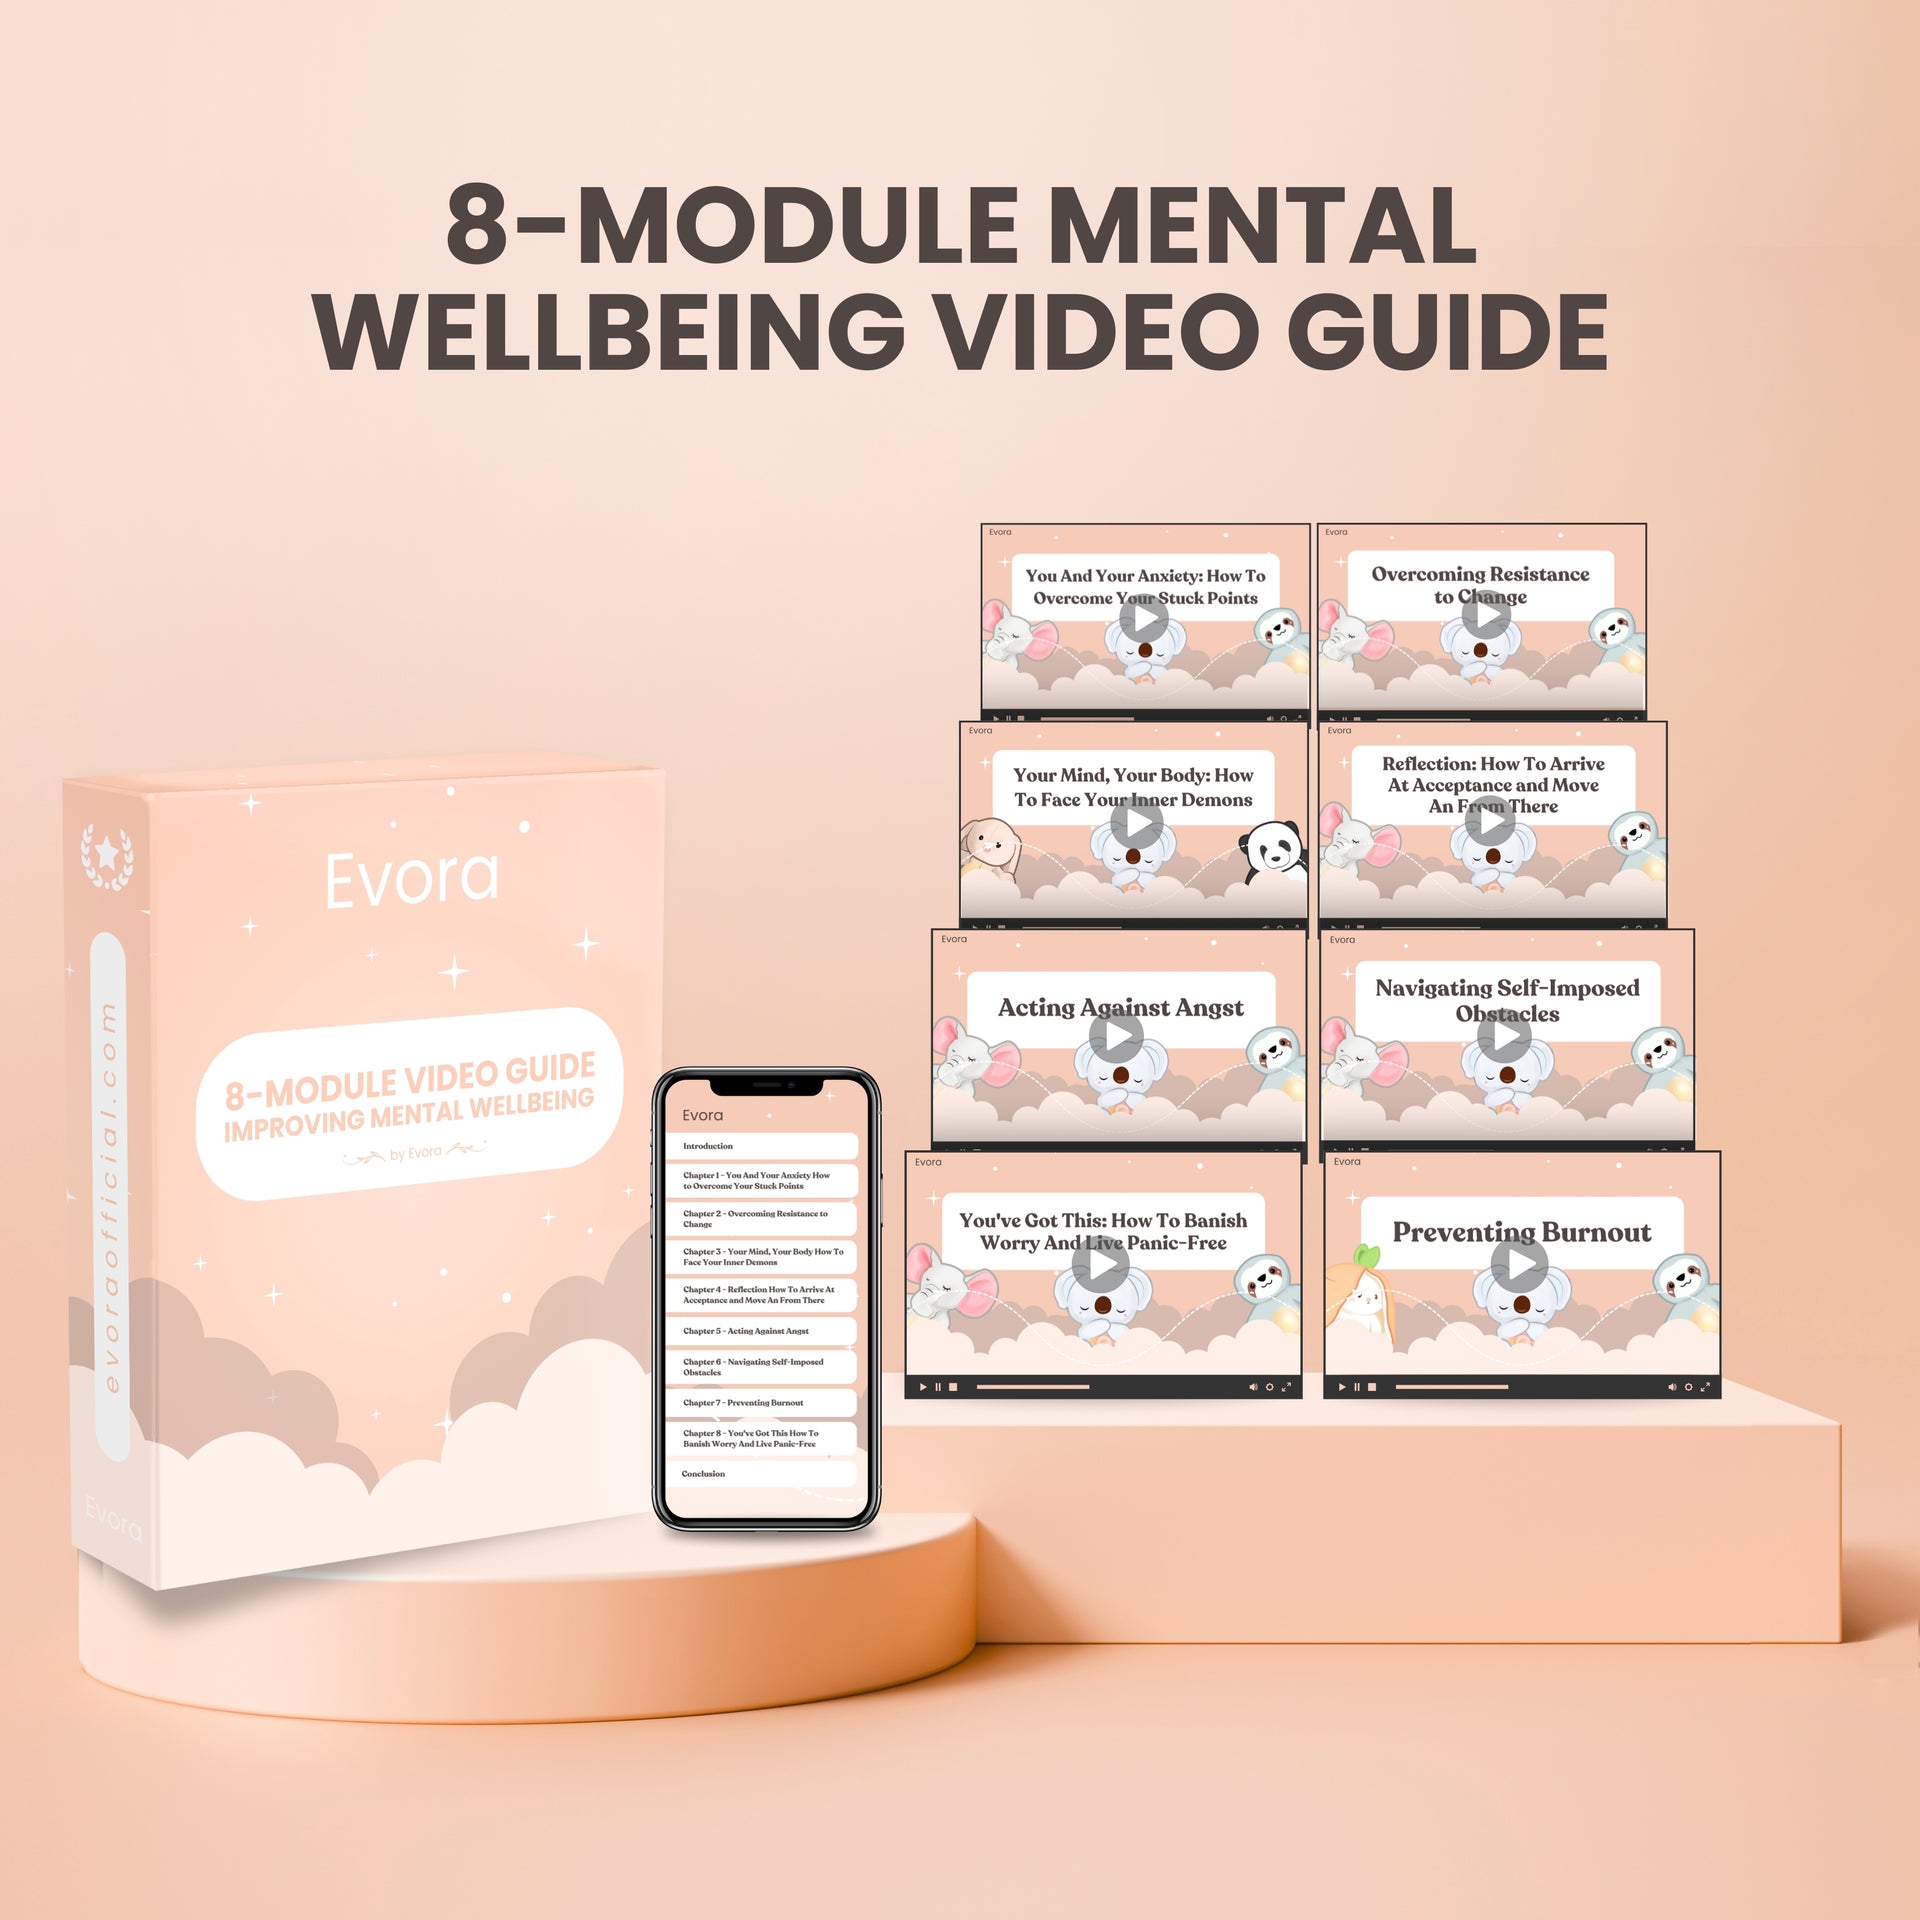 8-MODULE MENTAL
WELLBEING VIDEO GUIDE
Evora
8-MODULE VIDEO GUIDE
IMPROVING MENTAL WELLBEING
by Evora
evoraofficial.com
Evora
Evora
Introduction
Chapter 1 - You And Your Anxiety How
to Overcome Your Stuck Points
Chapter 2 - Overcoming Resistance to
Change
Chapter 3 - Your Mind, Your Body How To
Face Your Inner Demons
Chapter 4 - Reflection How To Arrive At
Acceptance and Move An From There
Chapter 5 - Acting Against Angst
Chapter 6 - Navigating Self-Imposed
Obstacles
Chapter 7 - Preventing Burnout
Chapter 8 - You've Got This How To
Banish Worry And Live Panic-Free
Conclusion
Evora
You And Your Anxiety: How To
Overcome Your Stuck Points
Evora
Overcoming Resistance
to Change
Evora
Your Mind, Your Body: How
To Face Your Inner Demons
Evora
Reflection: How To Arrive
At Acceptance and Move
An From There
Evora
Acting Against Angst
Evora
Navigating Self-Imposed
Obstacles
Evora
You've Got This: How To Banish
Worry And Live Panic-Free
Evora
Preventing Burnout